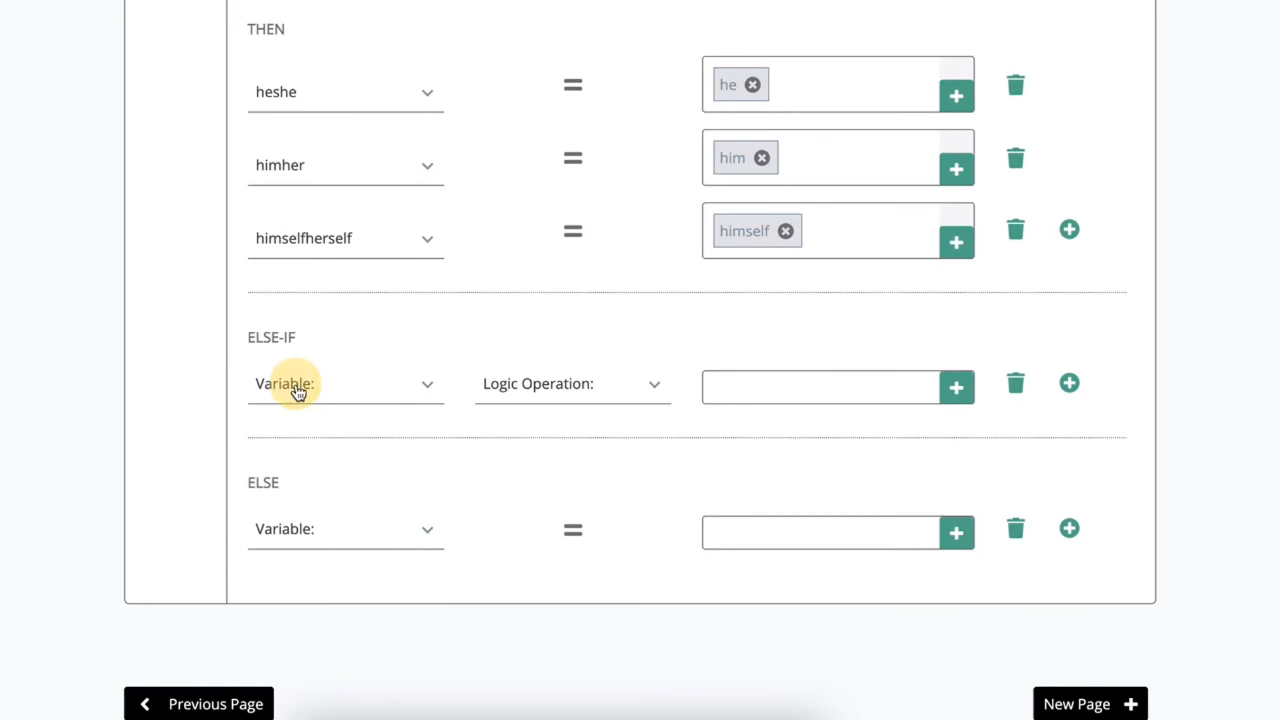 THEN
heshe = he
himher = him
himselfherself = himself
ELSE-IF
Variable: Logic Operation:
ELSE
Variable: =
Previous Page New Page